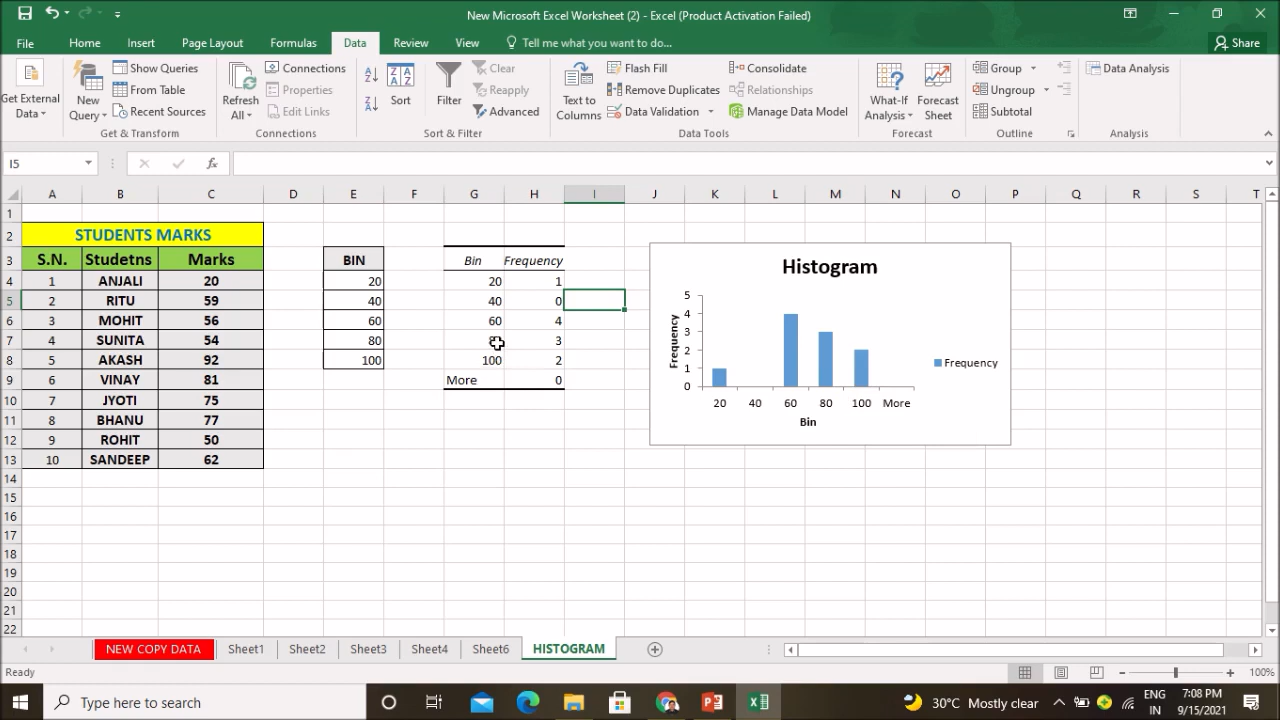 New Microsoft Excel Worksheet (2) - Excel (Product Activation Failed)
File Home Insert Page Layout Formulas Data Review View Tell me what you want to do... Share
Get External Data
New Query
Show Queries
From Table
Recent Sources
Get & Transform
Refresh All
Connections
Properties
Edit Links
Connections
Sort
Filter
Clear
Reapply
Advanced
Sort & Filter
Text to Columns
Flash Fill
Remove Duplicates
Data Validation
Consolidate
Relationships
Manage Data Model
Data Tools
What-If Analysis
Forecast Sheet
Forecast
Group
Ungroup
Subtotal
Outline
Data Analysis
Analysis
I5 fx
A B C D E F G H I J K L M N O P Q R S T
1
2 STUDENTS MARKS
3 S.N. Studetns Marks BIN Bin Frequency
4 1 ANJALI 20 20 20 1
5 2 RITU 59 40 40 0
6 3 MOHIT 56 60 60 4
7 4 SUNITA 54 80 3
8 5 AKASH 92 100 100 2
9 6 VINAY 81 More 0
10 7 JYOTI 75
11 8 BHANU 77
12 9 ROHIT 50
13 10 SANDEEP 62
14
15
16
17
18
19
20
21
22
Histogram
Frequency
5
4
3
2
1
0
20 40 60 80 100 More
Bin
Frequency
NEW COPY DATA Sheet1 Sheet2 Sheet3 Sheet4 Sheet6 HISTOGRAM
Ready 100%
Type here to search
30°C Mostly clear
ENG
IN
7:08 PM
9/15/2021